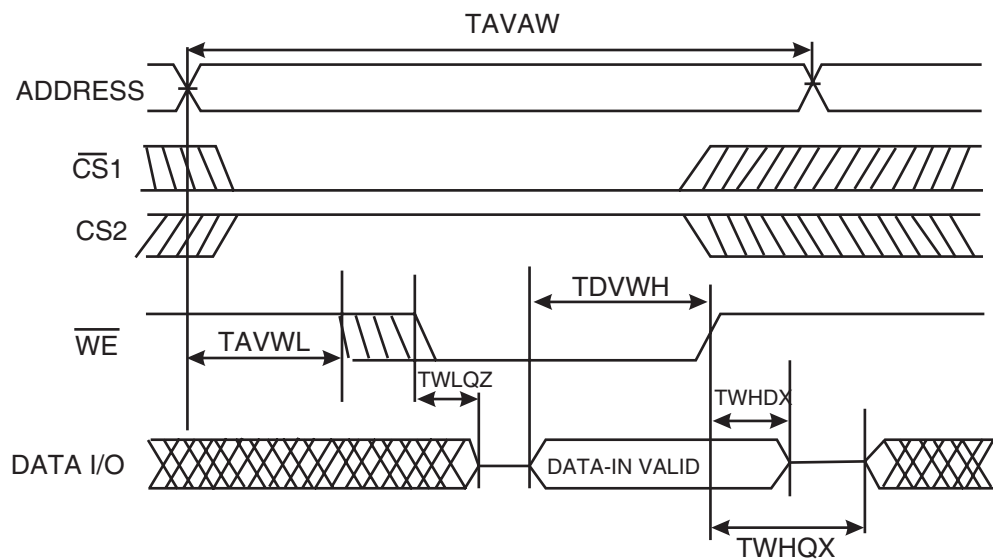 TAVAW
ADDRESS
CS1
CS2
TDVWH
WE
TAVWL
TWLQZ
TWHDX
DATA I/O
DATA-IN VALID
TWHQX